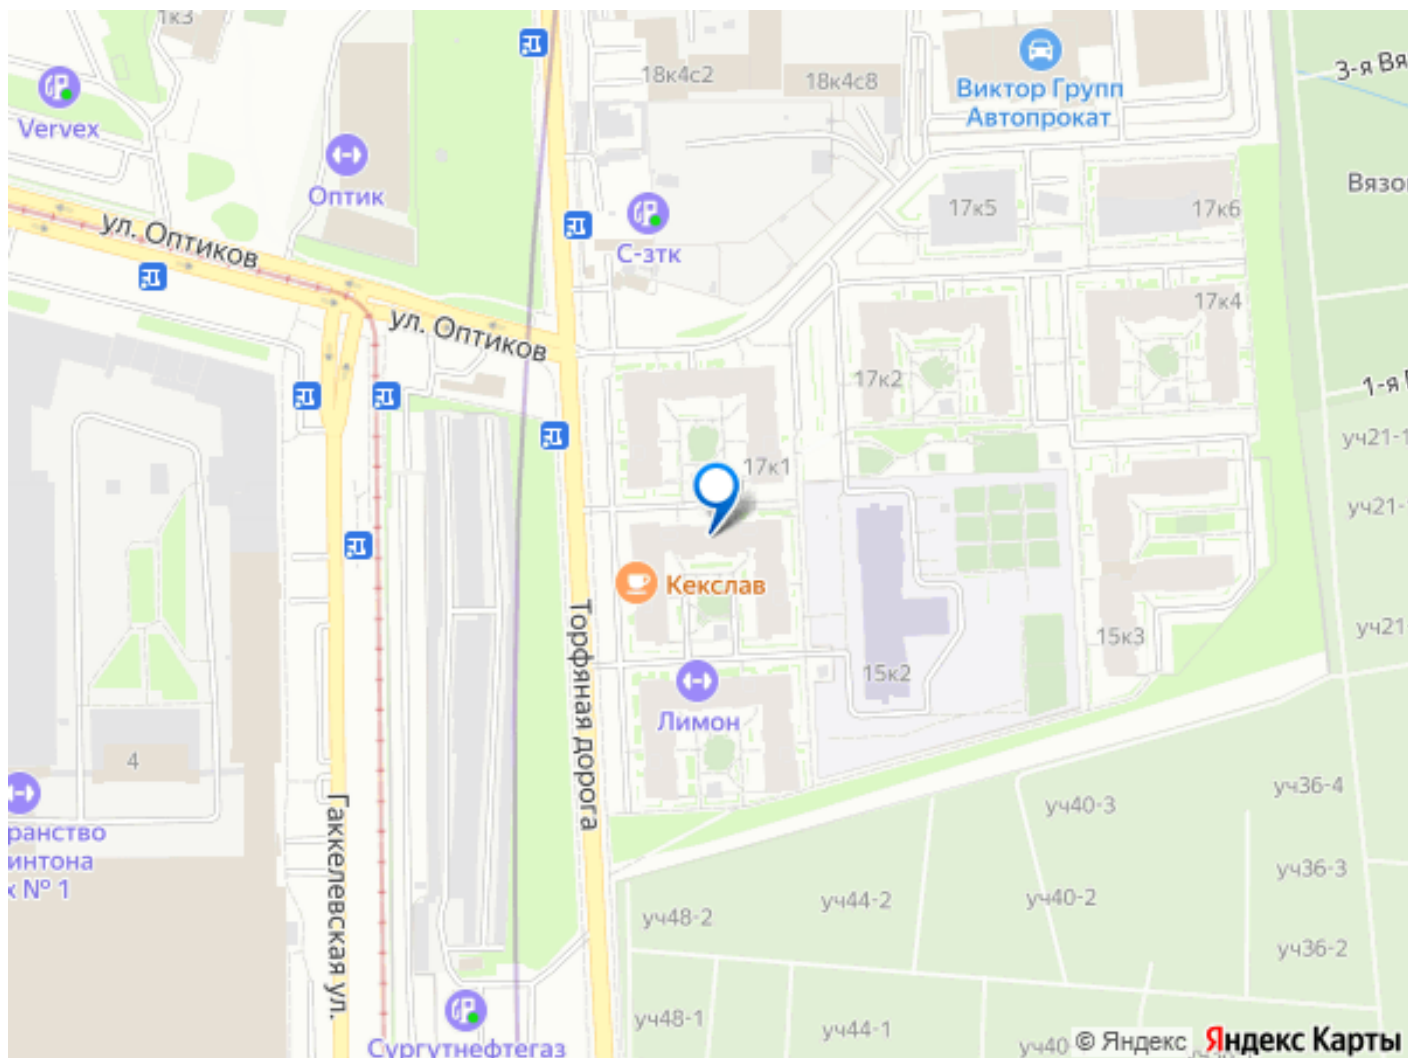 1к3
18к4с2
18к4с8
3-я Вя
Vervex
Виктор Групп
Автопрокат
Оптик
Вязо
ул. Оптиков
С-зтк
17к5
17к6
17к4
ул. Оптиков
17к2
1-я
уч21-1
17к1
уч21-
Кекслав
Торфяная дорога
уч21
15к3
15к2
Лимон
4
ранство
интона
х № 1
Гаккелевская ул.
уч36-4
уч40-3
уч36-3
уч44-2
уч40-2
уч48-2
уч36-2
уч48-1
уч44-1
уч40
Сургутнефтегаз
© Яндекс Яндекс Карты